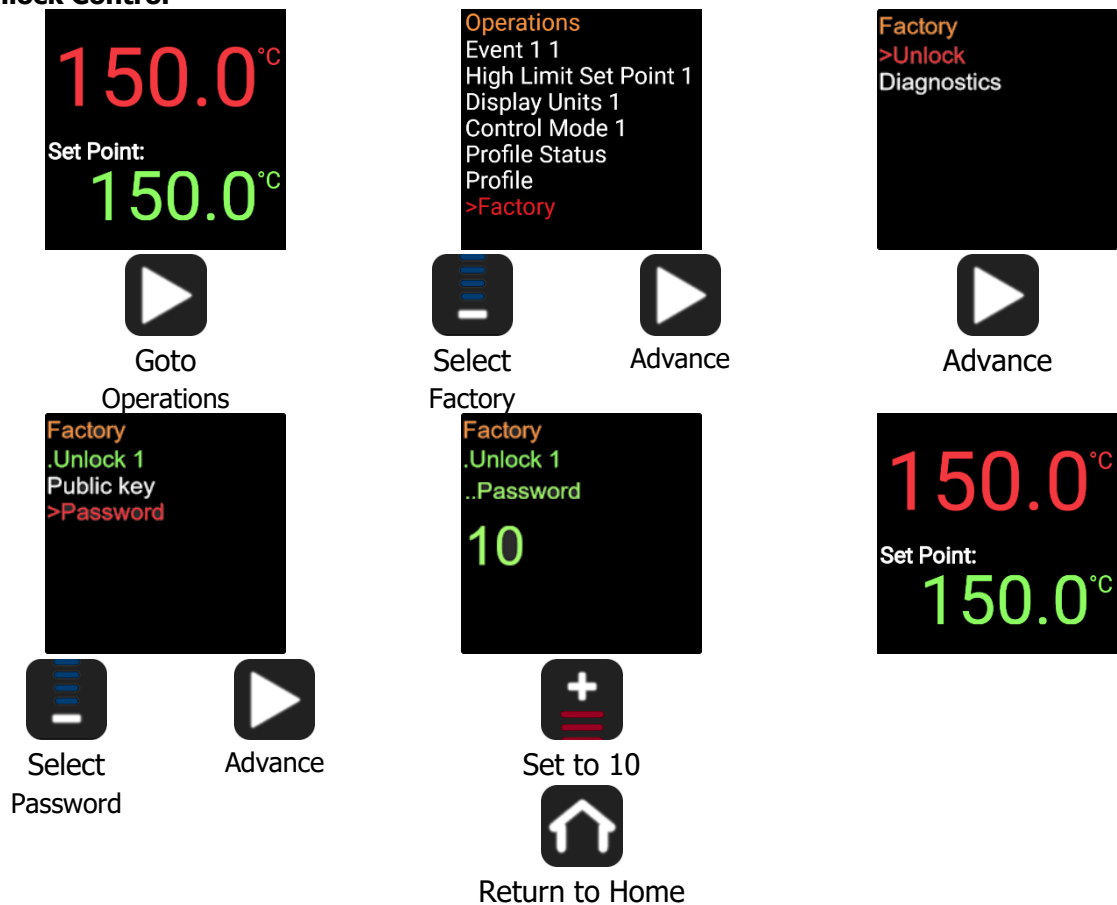 nlock Control
150.0°C
Set Point:
150.0°C
Goto
Operations
Operations
Event 1 1
High Limit Set Point 1
Display Units 1
Control Mode 1
Profile Status
Profile
>Factory
Select
Factory
Advance
Factory
>Unlock
Diagnostics
Advance
Factory
.Unlock 1
Public key
>Password
Select
Password
Advance
Factory
.Unlock 1
..Password
10
Set to 10
Return to Home
150.0°C
Set Point:
150.0°C